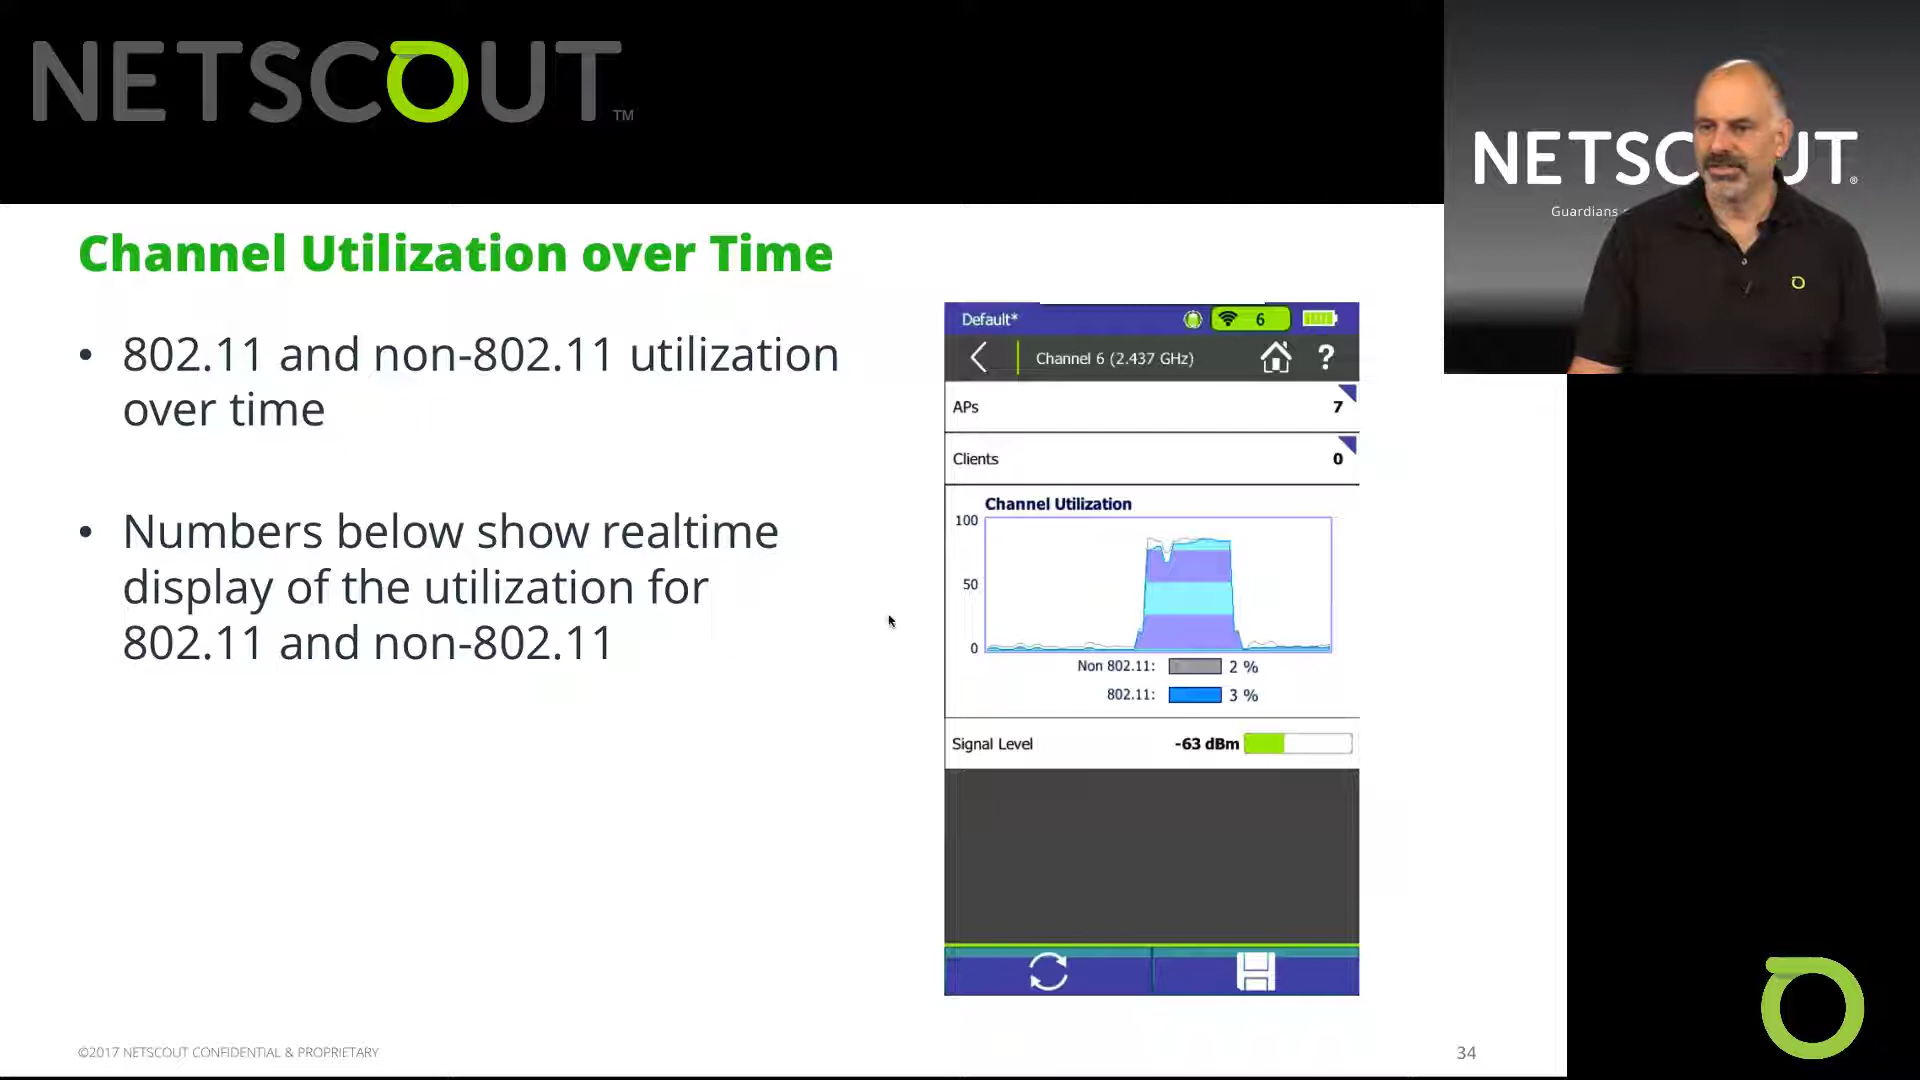 NETSCOUT™
NETSC UT®
Guardians
Channel Utilization over Time
• 802.11 and non-802.11 utilization
over time
• Numbers below show realtime
display of the utilization for
802.11 and non-802.11
Default* 6
Channel 6 (2.437 GHz) ?
APs 7
Clients 0
Channel Utilization
100
50
0
Non 802.11: 2 %
802.11: 3 %
Signal Level -63 dBm
©2017 NETSCOUT CONFIDENTIAL & PROPRIETARY
34